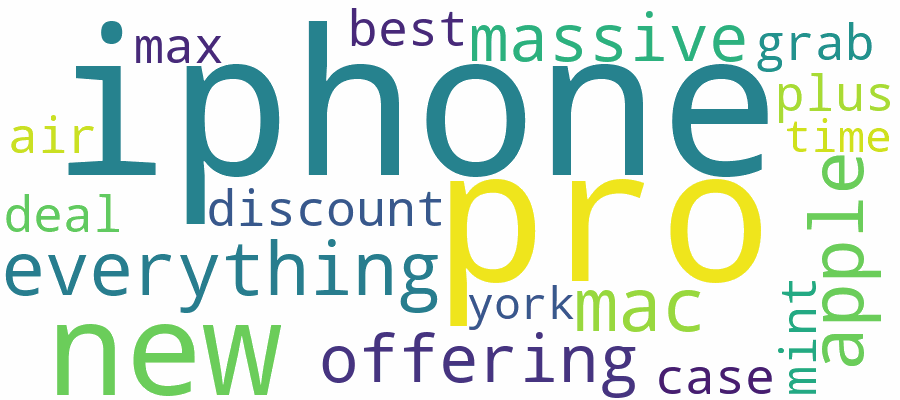 best
massive
max
grab
iphone
plus
air
time
pro
apple
deal
discount
everything
york
mac
mint
new
offering
case